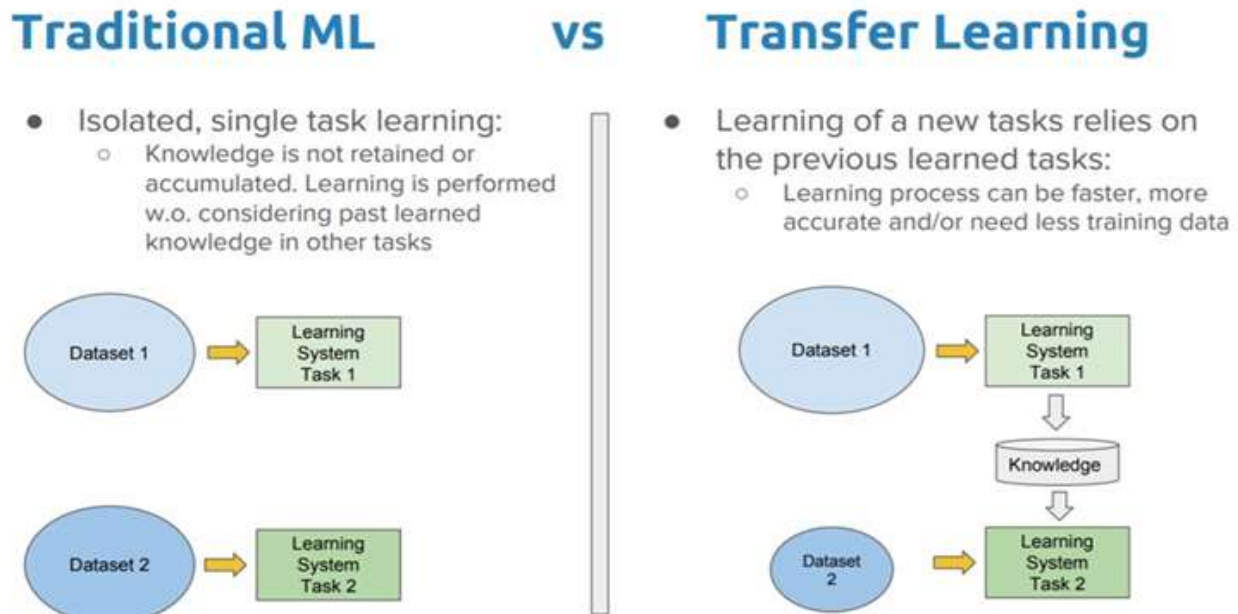 Traditional ML vs Transfer Learning
● Isolated, single task learning:
○ Knowledge is not retained or
accumulated. Learning is performed
w.o. considering past learned
knowledge in other tasks
Dataset 1
Learning
System
Task 1
Dataset 2
Learning
System
Task 2
● Learning of a new tasks relies on
the previous learned tasks:
○ Learning process can be faster, more
accurate and/or need less training data
Dataset 1
Learning
System
Task 1
Knowledge
Dataset
2
Learning
System
Task 2